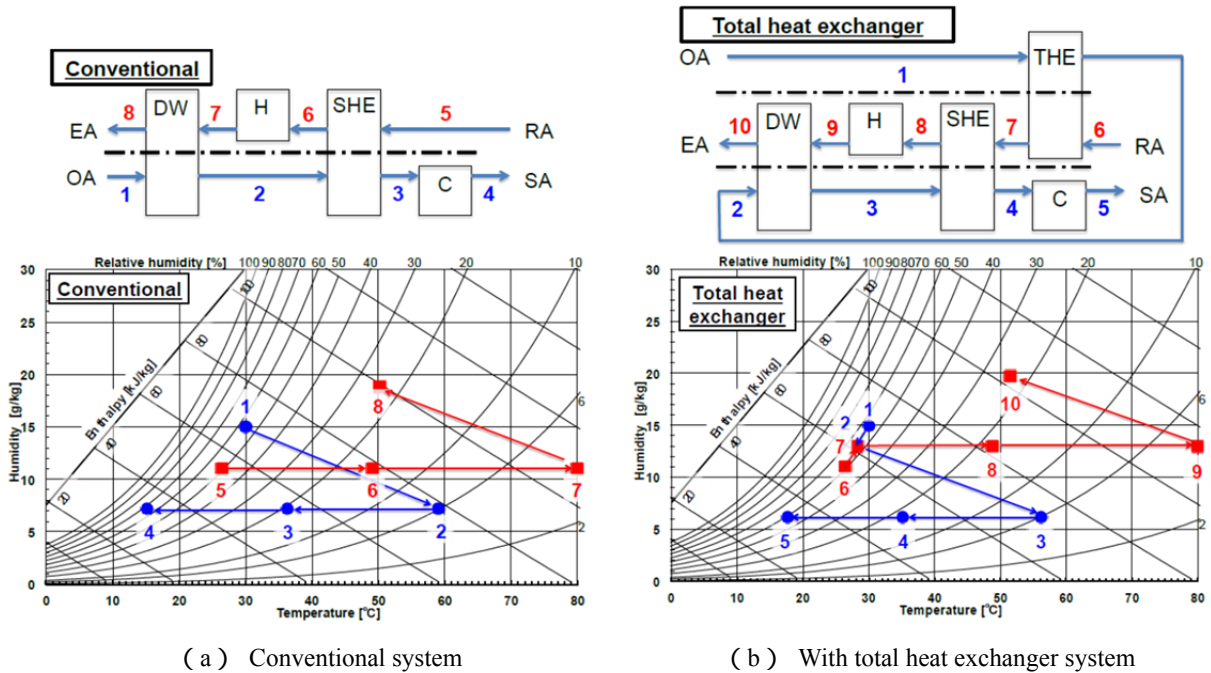 Conventional
DW H SHE
8 7 6 5
EA RA
OA SA
1 2 3 C 4
Total heat exchanger
OA THE
1
DW H SHE
10 9 8 7 6
EA RA
2 3 4 C 5 SA
Relative humidity [%] 100 90 80 70 60 50 40 30 20 10
30
25
20
15
10
5
0
Humidity [g/kg]
Conventional
Enthalpy [kJ/kg]
20
40
60
80
80
100
1
2
3
4
5
6
7
8
6
2
0 10 20 30 40 50 60 70 80
Temperature [℃]
Relative humidity [%] 100 90 80 70 60 50 40 30 20 10
30
25
20
15
10
5
0
Humidity [g/kg]
Total heat
exchanger
Enthalpy [kJ/kg]
20
40
60
80
80
100
1
2
3
4
5
6
7
8
9
10
6
2
0 10 20 30 40 50 60 70 80
Temperature [℃]
( a ) Conventional system
( b ) With total heat exchanger system